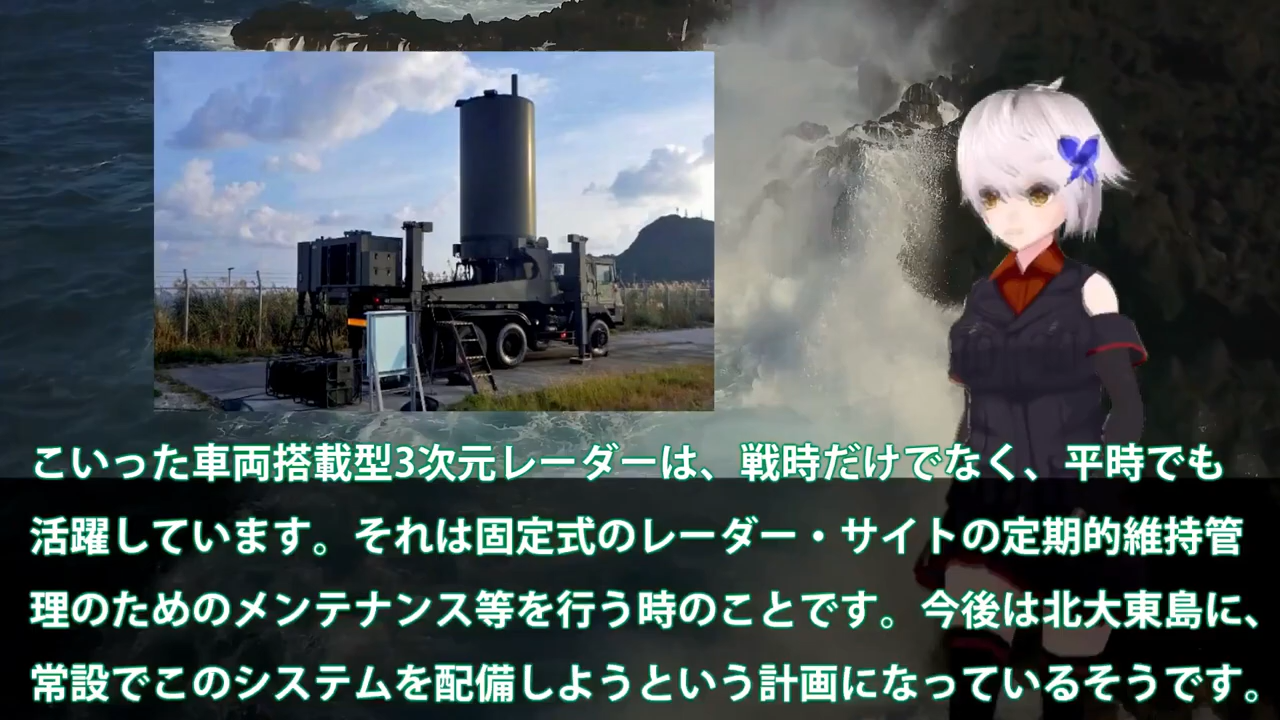 こいった車両搭載型3次元レーダーは、戦時だけでなく、平時でも
活躍しています。それは固定式のレーダー・サイトの定期的維持管
理のためのメンテナンス等を行う時のことです。今後は北大東島に、
常設でこのシステムを配備しようという計画になっているそうです。